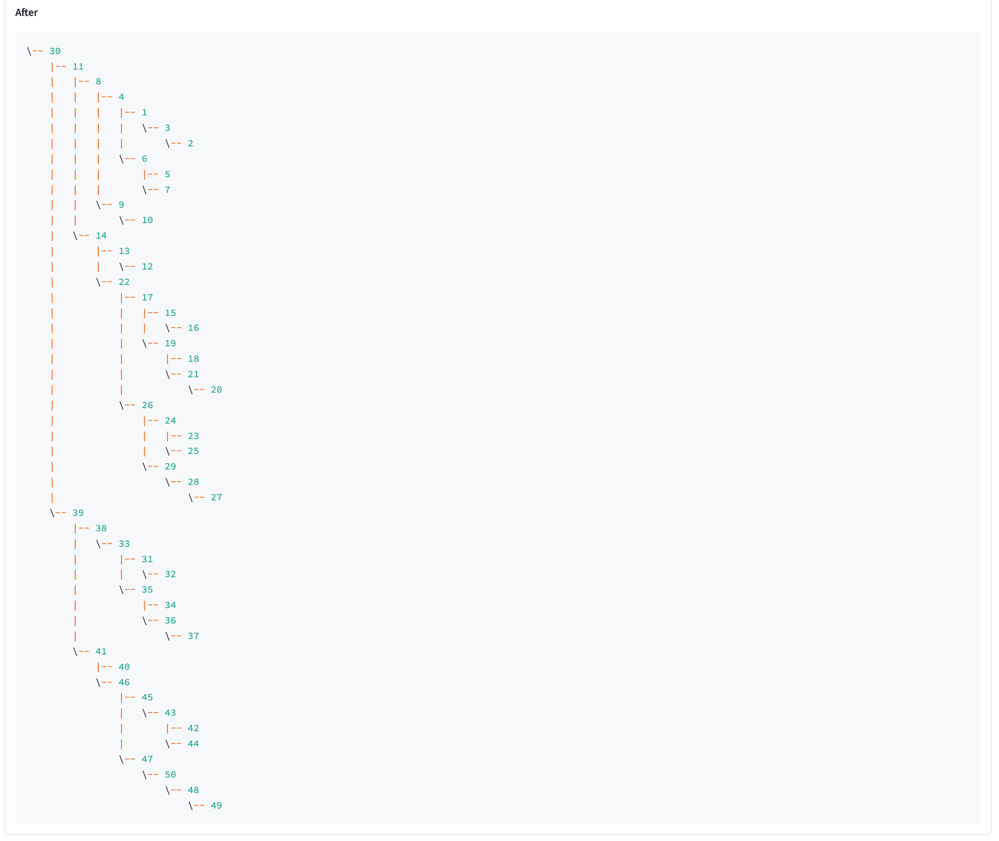 After
\-- 30
    |-- 11
    |   |-- 8
    |   |   |-- 4
    |   |   |   |-- 1
    |   |   |   |   \-- 3
    |   |   |   |       \-- 2
    |   |   |   \-- 6
    |   |   |       |-- 5
    |   |   |       \-- 7
    |   |   \-- 9
    |   |       \-- 10
    |   \-- 14
    |       |-- 13
    |       |   \-- 12
    |       \-- 22
    |           |-- 17
    |           |   |-- 15
    |           |   |   \-- 16
    |           |   \-- 19
    |           |       |-- 18
    |           |       \-- 21
    |           |           \-- 20
    |           \-- 26
    |               |-- 24
    |               |   |-- 23
    |               |   \-- 25
    |               \-- 29
    |                   \-- 28
    |                       \-- 27
    \-- 39
        |-- 38
        |   \-- 33
        |       |-- 31
        |       |   \-- 32
        |       \-- 35
        |           |-- 34
        |           \-- 36
        |               \-- 37
        \-- 41
            |-- 40
            \-- 46
                |-- 45
                |   \-- 43
                |       |-- 42
                |       \-- 44
                \-- 47
                    \-- 50
                        \-- 48
                            \-- 49